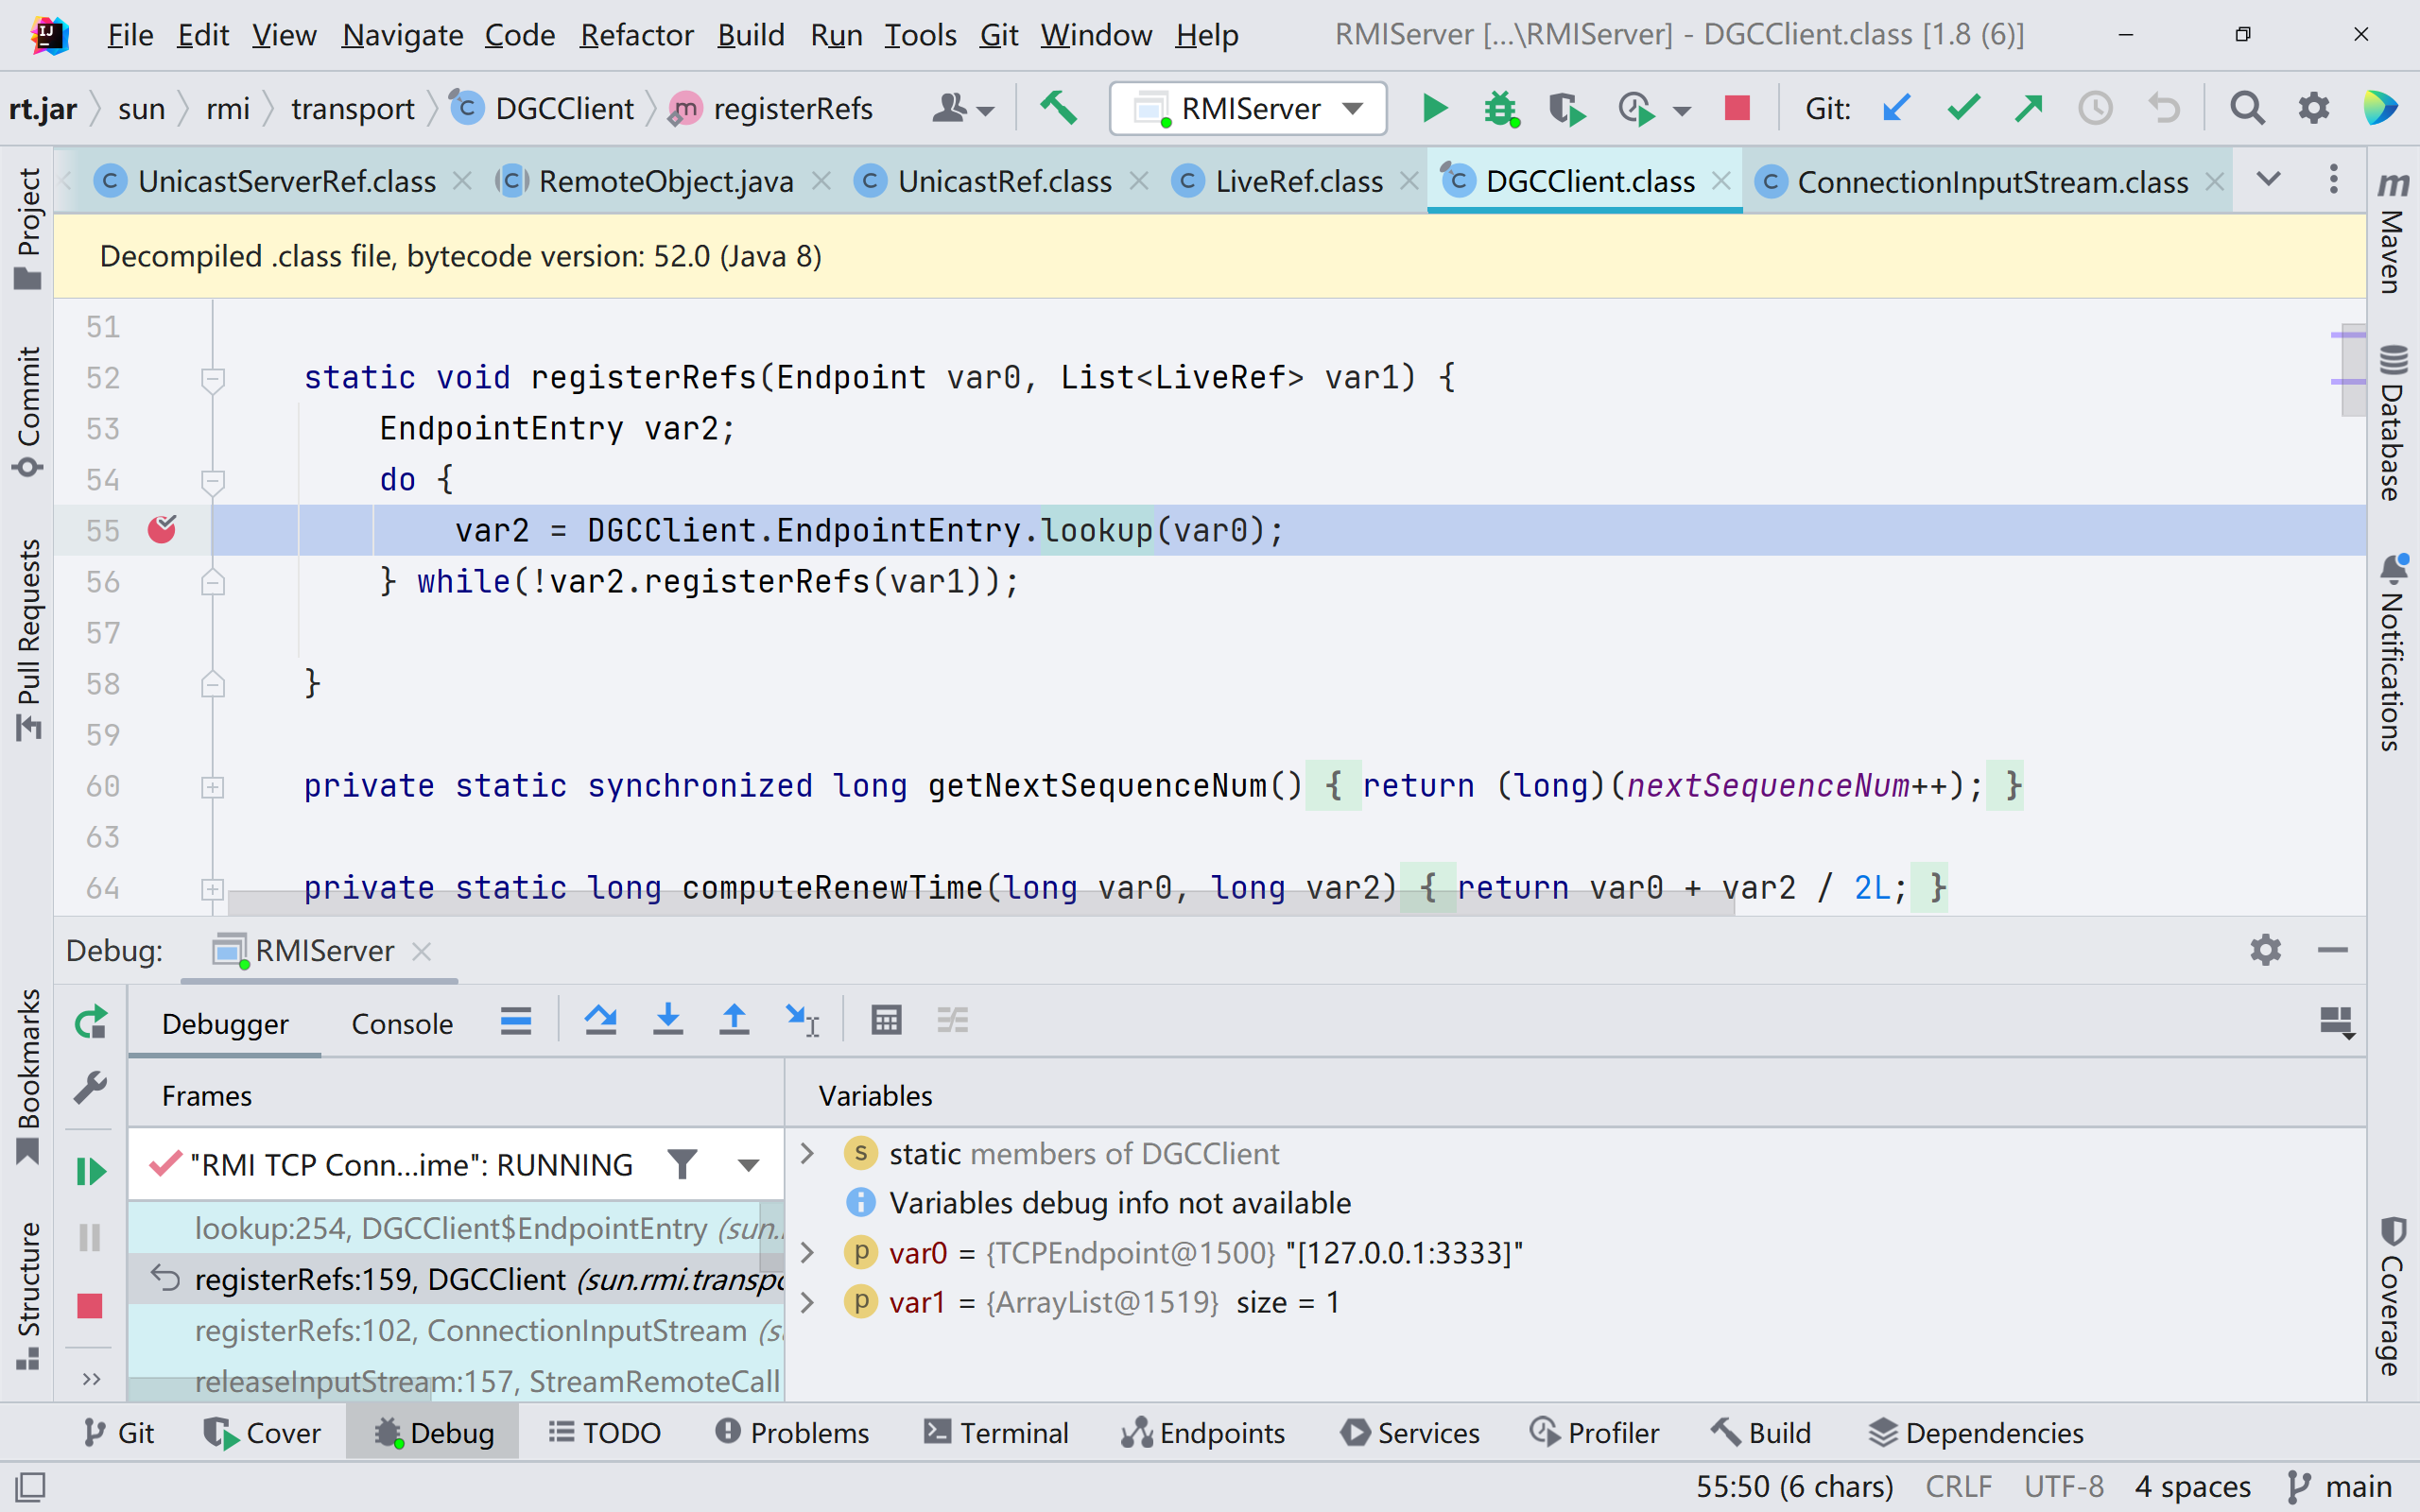 File Edit View Navigate Code Refactor Build Run Tools Git Window Help RMIServer [...\RMIServer] - DGCClient.class [1.8 (6)]
rt.jar sun rmi transport DGCClient registerRefs RMIServer Git:
UnicastServerRef.class RemoteObject.java UnicastRef.class LiveRef.class DGCClient.class ConnectionInputStream.class
Decompiled .class file, bytecode version: 52.0 (Java 8)
Project
Commit
Pull Requests
Bookmarks
Structure
Maven
Database
Notifications
Coverage
51
52 static void registerRefs(Endpoint var0, List<LiveRef> var1) {
53 EndpointEntry var2;
54 do {
55 var2 = DGCClient.EndpointEntry.lookup(var0);
56 } while(!var2.registerRefs(var1));
57
58 }
59
60 private static synchronized long getNextSequenceNum() { return (long)(nextSequenceNum++); }
63
64 private static long computeRenewTime(long var0, long var2) { return var0 + var2 / 2L; }
Debug: RMIServer
Debugger Console
Frames
"RMI TCP Conn...ime": RUNNING
lookup:254, DGCClient$EndpointEntry (sun.
registerRefs:159, DGCClient (sun.rmi.transpo
registerRefs:102, ConnectionInputStream (s
releaseInputStream:157, StreamRemoteCall
Variables
static members of DGCClient
Variables debug info not available
var0 = {TCPEndpoint@1500} "[127.0.0.1:3333]"
var1 = {ArrayList@1519} size = 1
Git Cover Debug TODO Problems Terminal Endpoints Services Profiler Build Dependencies
55:50 (6 chars) CRLF UTF-8 4 spaces main